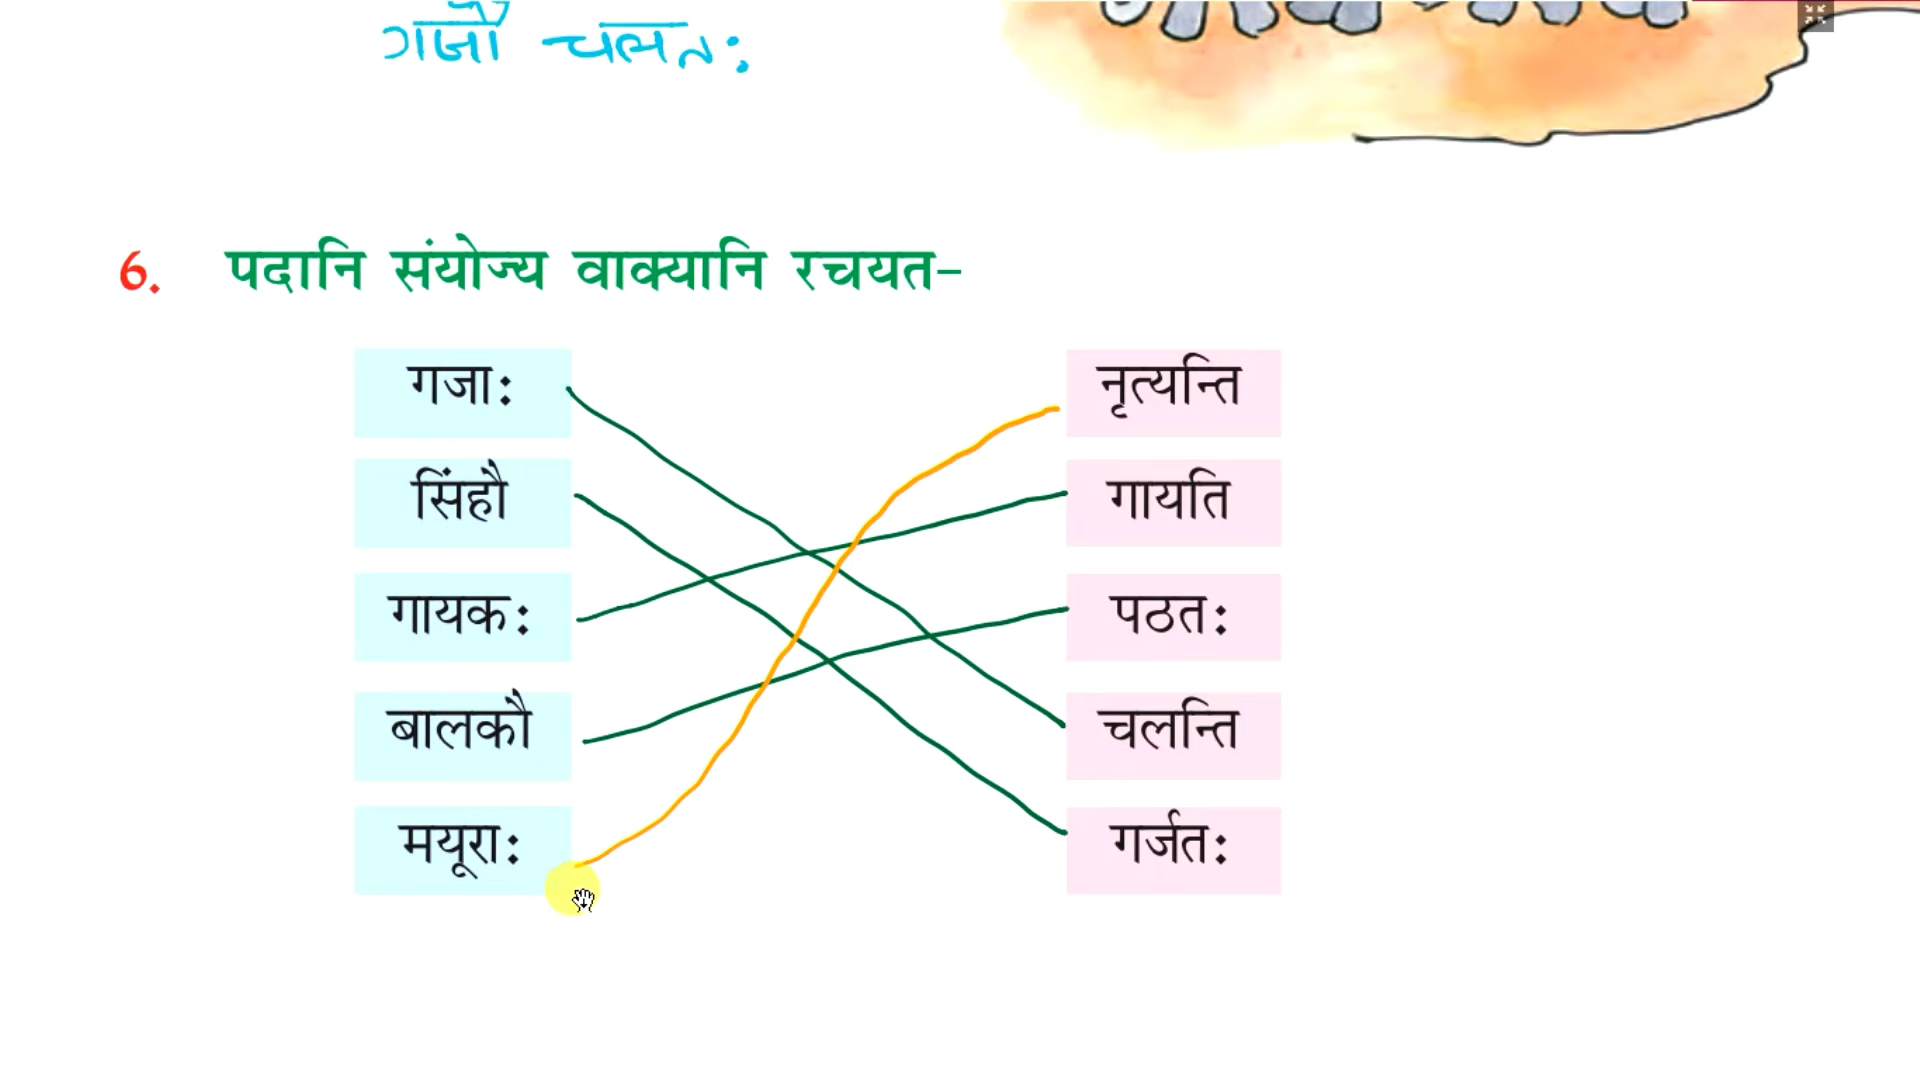 गजौ चलत:
6. पदानि संयोज्य वाक्यानि रचयत-
गजा: नृत्यन्ति
सिंहौ गायति
गायक: पठत:
बालकौ चलन्ति
मयूरा: गर्जत: